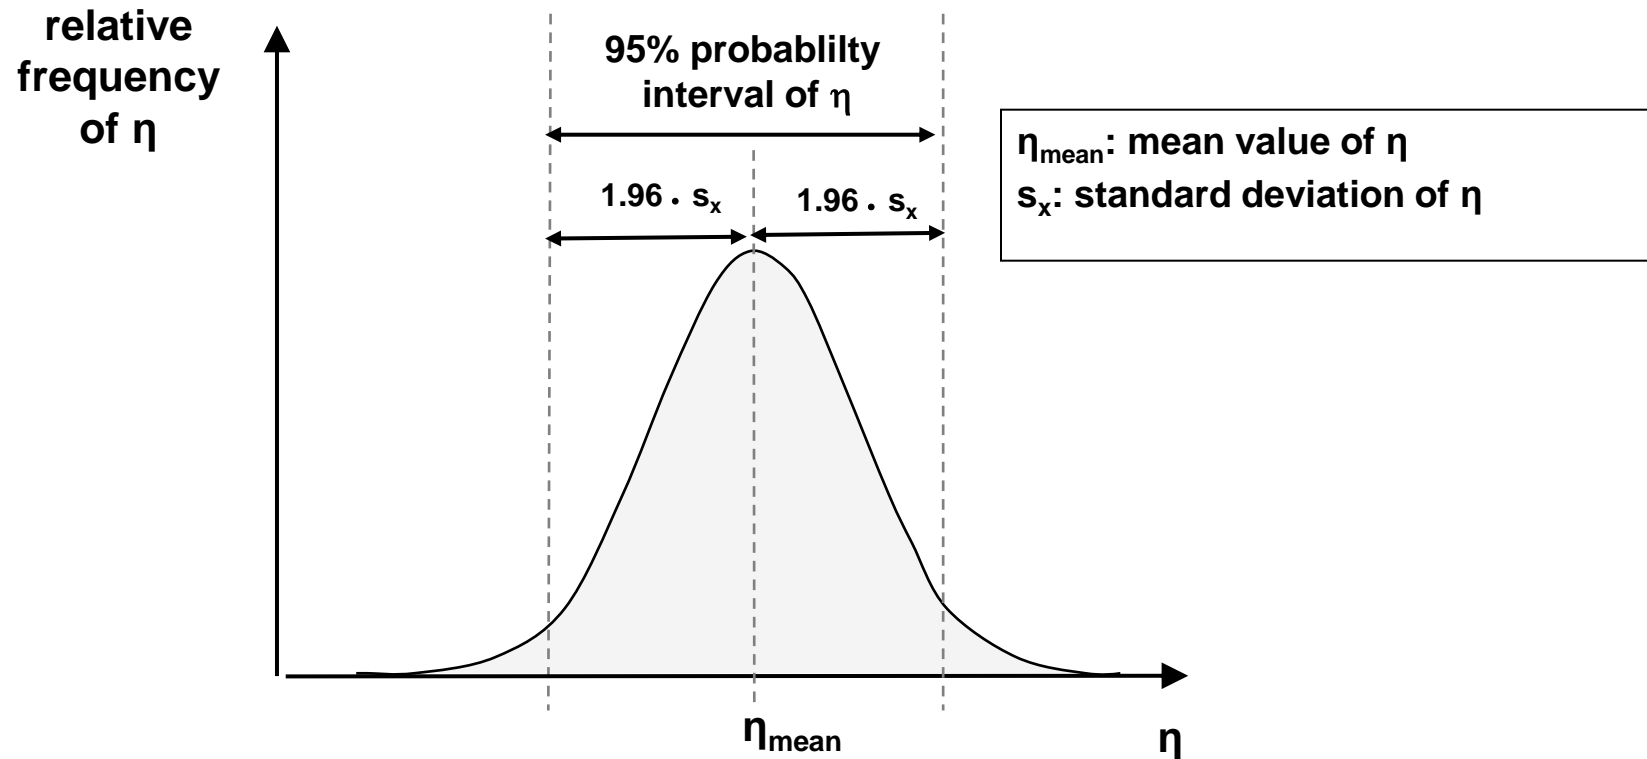 relative
frequency
of η
95% probablilty
interval of η
1.96 · sₓ
1.96 · sₓ
ηmean: mean value of η
sₓ: standard deviation of η
ηmean
η